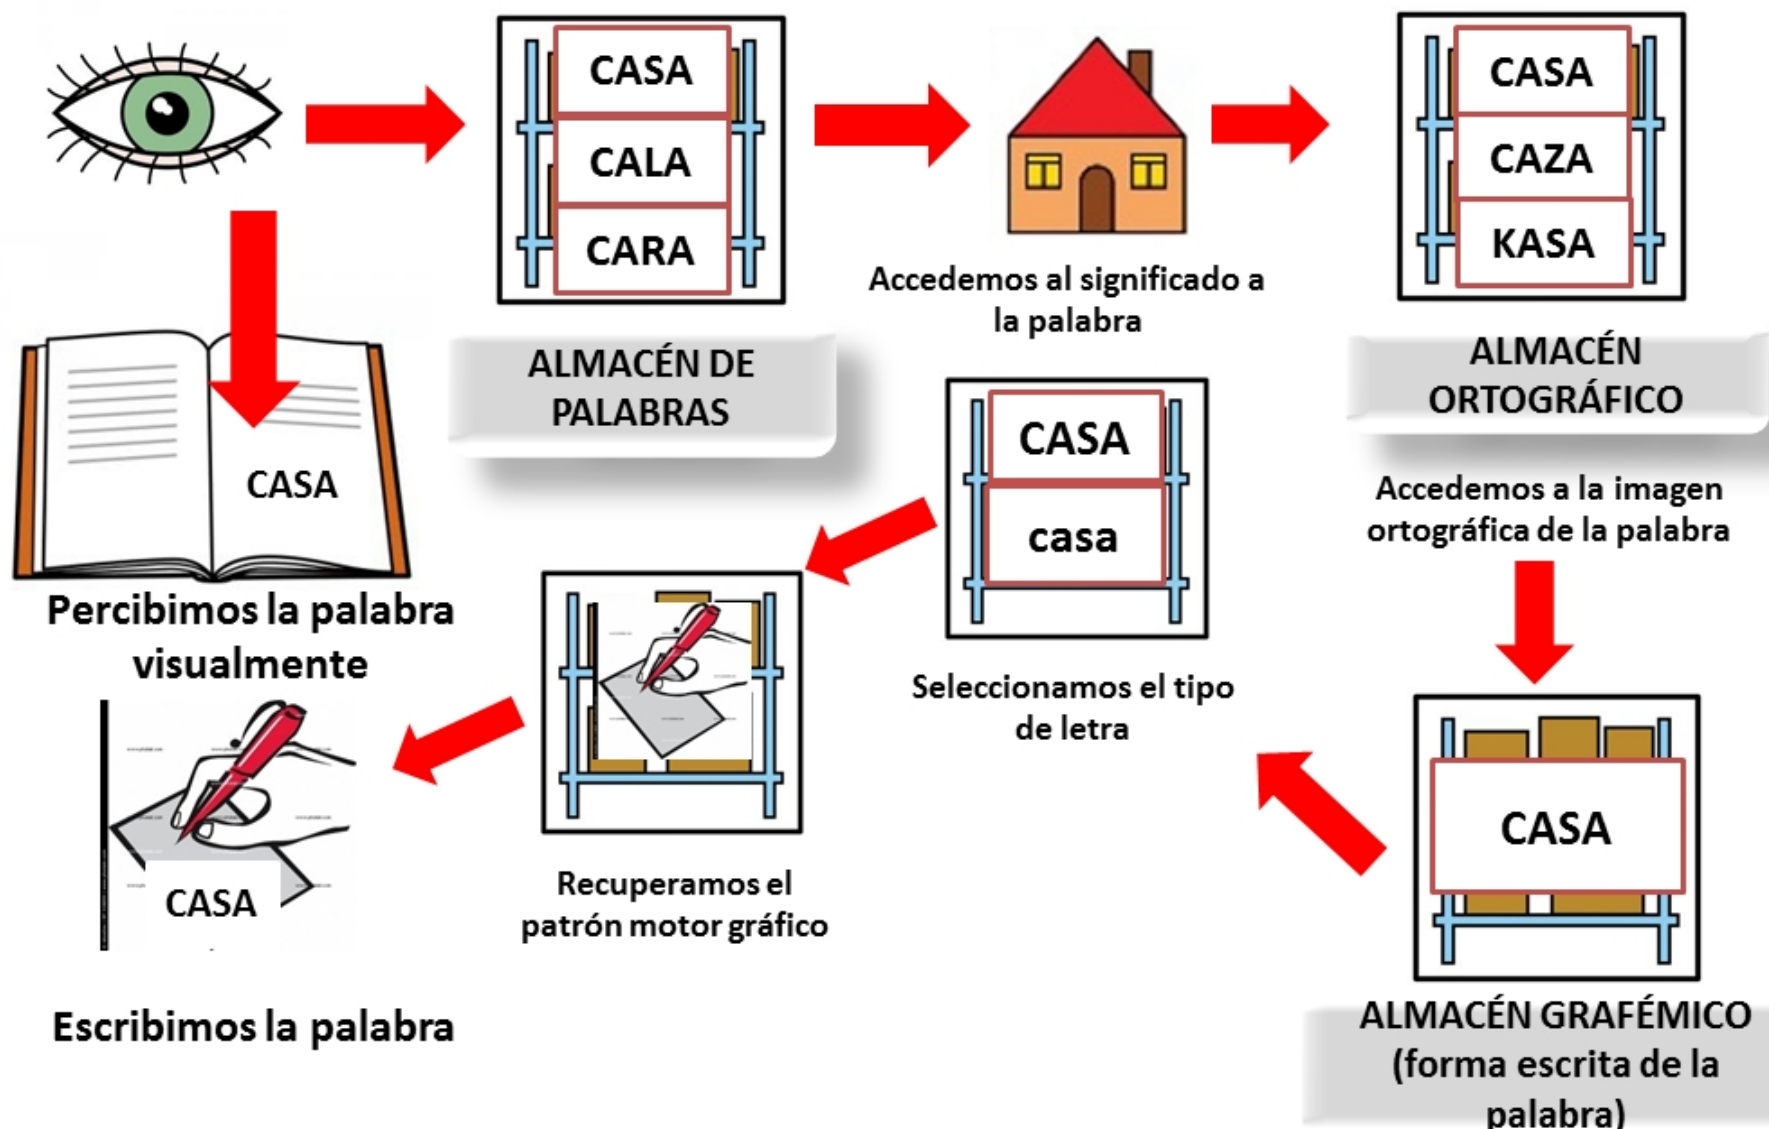 CASA
CALA
CARA
ALMACÉN DE
PALABRAS
Accedemos al significado a
la palabra
CASA
CAZA
KASA
ALMACÉN
ORTOGRÁFICO
Accedemos a la imagen
ortográfica de la palabra
CASA
Percibimos la palabra
visualmente
CASA
casa
Seleccionamos el tipo
de letra
CASA
ALMACÉN GRAFÉMICO
(forma escrita de la
palabra)
Recuperamos el
patrón motor gráfico
CASA
Escribimos la palabra